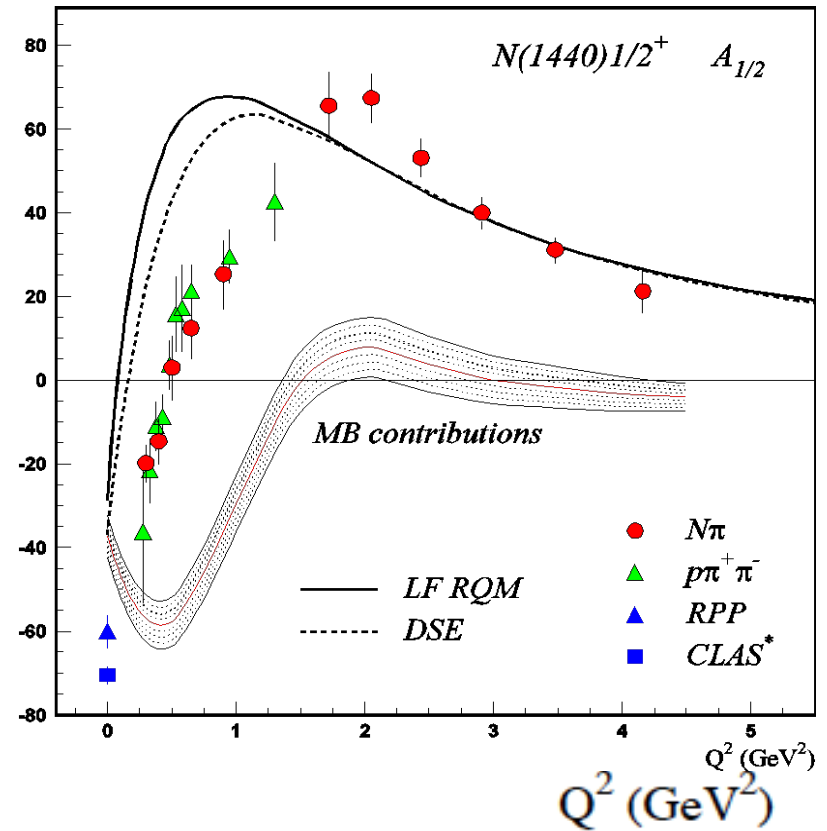 N(1440)1/2⁺ A₁/₂
80
60
40
20
0
-20
-40
-60
-80
MB contributions
LF RQM
DSE
Nπ
pπ⁺π⁻
RPP
CLAS*
0 1 2 3 4 5
Q² (GeV²)
Q² (GeV²)